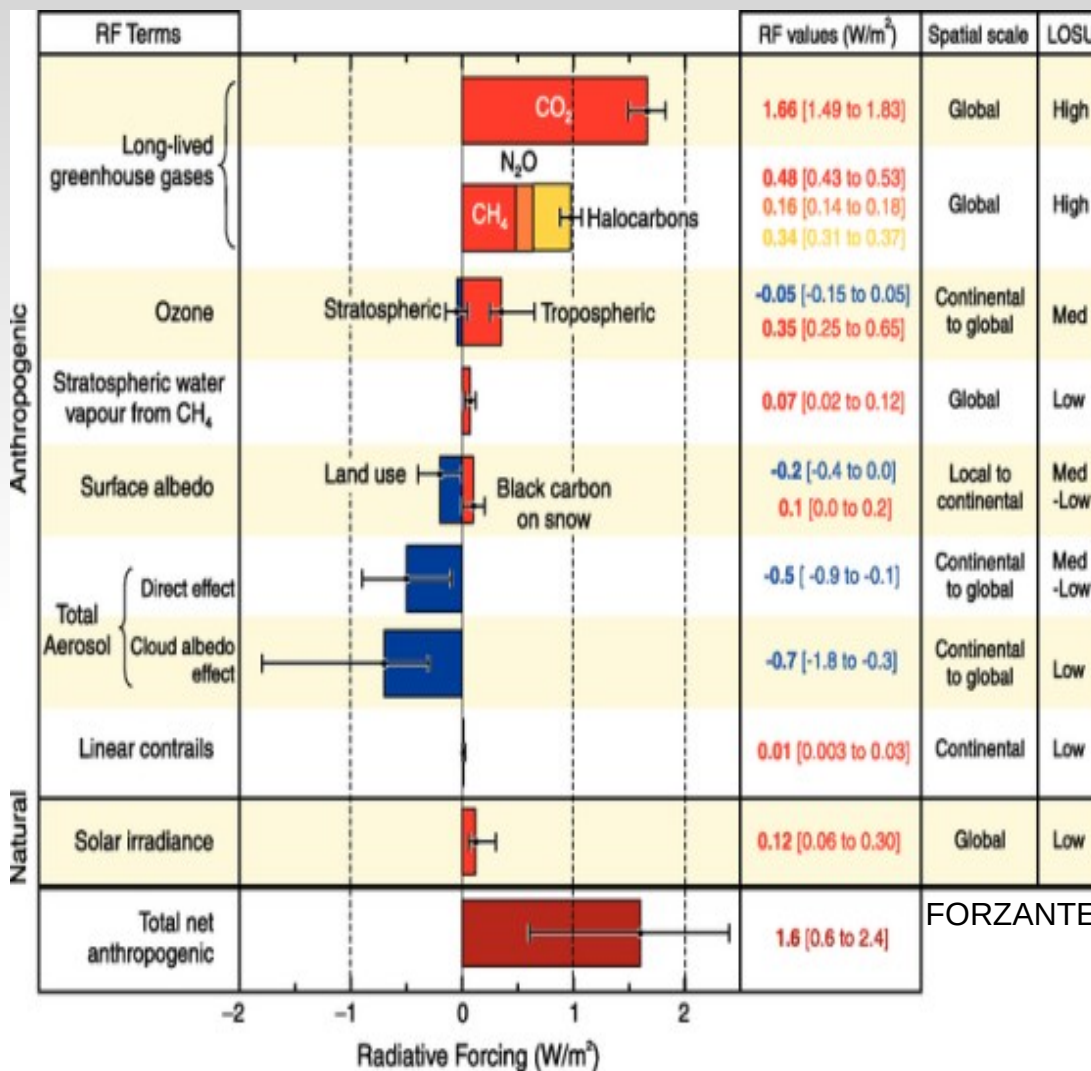 RF Terms
RF values (W/m²)
Spatial scale
LOSU
Anthropogenic
Long-lived
greenhouse gases
CO₂
1.66 [1.49 to 1.83]
Global
High
N₂O
CH₄
Halocarbons
0.48 [0.43 to 0.53]
0.16 [0.14 to 0.18]
0.34 [0.31 to 0.37]
Global
High
Ozone
Stratospheric
Tropospheric
-0.05 [-0.15 to 0.05]
0.35 [0.25 to 0.65]
Continental
to global
Med
Stratospheric water
vapour from CH₄
0.07 [0.02 to 0.12]
Global
Low
Surface albedo
Land use
Black carbon
on snow
-0.2 [-0.4 to 0.0]
0.1 [0.0 to 0.2]
Local to
continental
Med
-Low
Total
Aerosol
Direct effect
-0.5 [ -0.9 to -0.1]
Continental
to global
Med
-Low
Cloud albedo
effect
-0.7 [-1.8 to -0.3]
Continental
to global
Low
Linear contrails
0.01 [0.003 to 0.03]
Continental
Low
Natural
Solar irradiance
0.12 [0.06 to 0.30]
Global
Low
Total net
anthropogenic
1.6 [0.6 to 2.4]
FORZANTE
−2 −1 0 1 2
Radiative Forcing (W/m²)